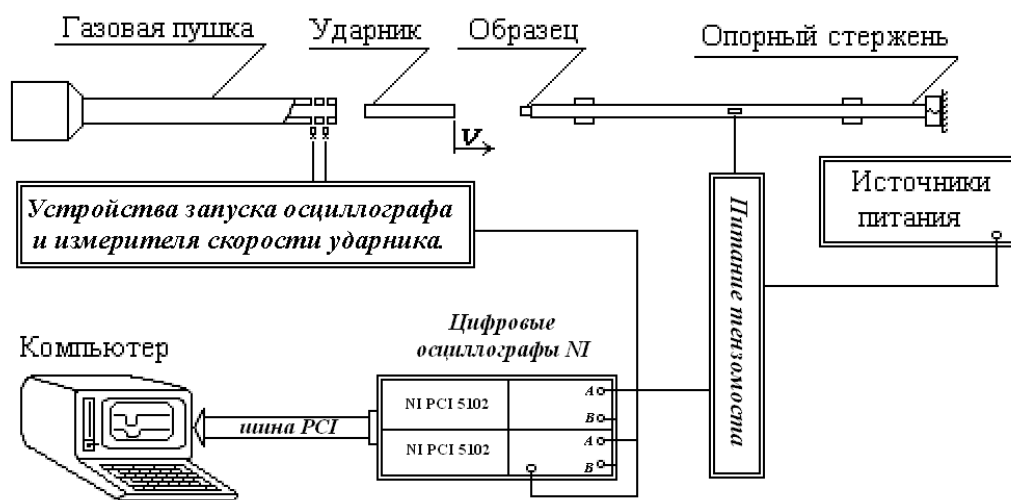 Газовая пушка
Ударник
Образец
Опорный стержень
V
Устройства запуска осциллографа
и измерителя скорости ударника.
Питание тензомоста
Источники
питания
Цифровые
осциллографы NI
Компьютер
шина PCI
NI PCI 5102
A
B
NI PCI 5102
A
B